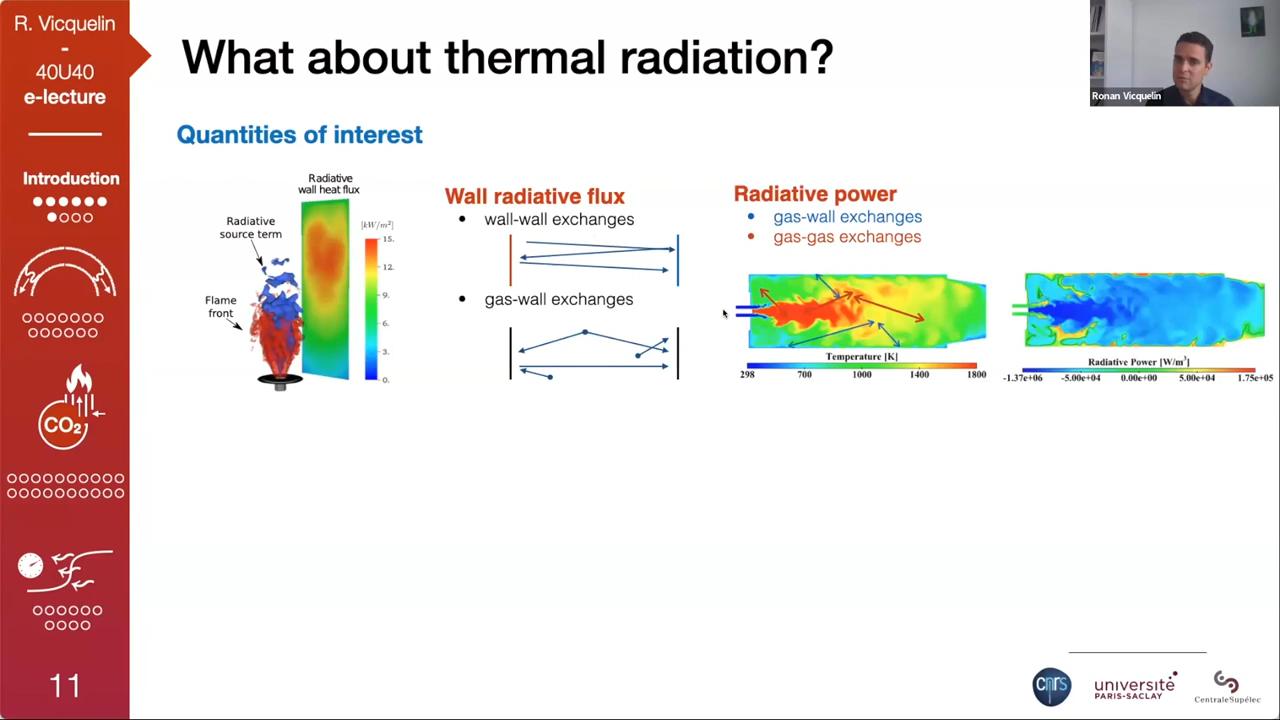 R. Vicquelin
-
40U40
e-lecture
Introduction
CO₂
11
What about thermal radiation?
Ronan Vicquelin
Quantities of interest
Radiative
wall heat flux
Radiative
source term
[kW/m²]
15.
12.
9.
6.
3.
0.
Flame
front
Wall radiative flux
• wall-wall exchanges
• gas-wall exchanges
Radiative power
• gas-wall exchanges
• gas-gas exchanges
Temperature [K]
298 700 1000 1400 1800
Radiative Power [W/m³]
-1.37e+06 -5.00e+04 0.00e+00 5.00e+04 1.75e+05
cnrs
université
PARIS-SACLAY
CentraleSupélec